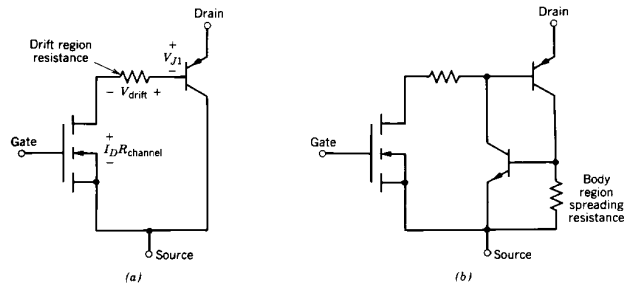 Drain
Drift region
resistance
+
V_J1
−
− V_drift +
Gate
+
I_D R_channel
−
Source
(a)
Drain
Gate
Body
region
spreading
resistance
Source
(b)